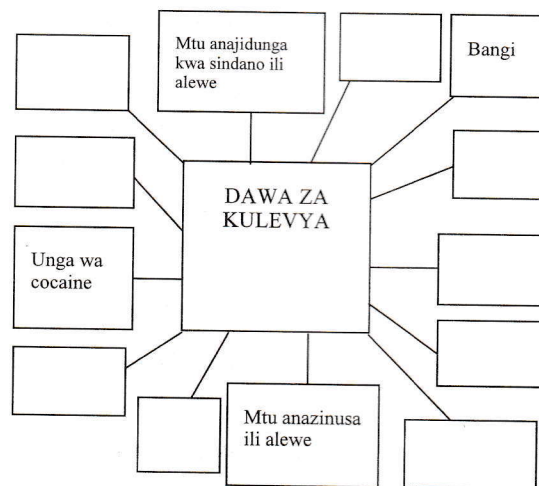 Mtu anajidunga
kwa sindano ili
alewe
Bangi
DAWA ZA
KULEVYA
Unga wa
cocaine
Mtu anazinusa
ili alewe